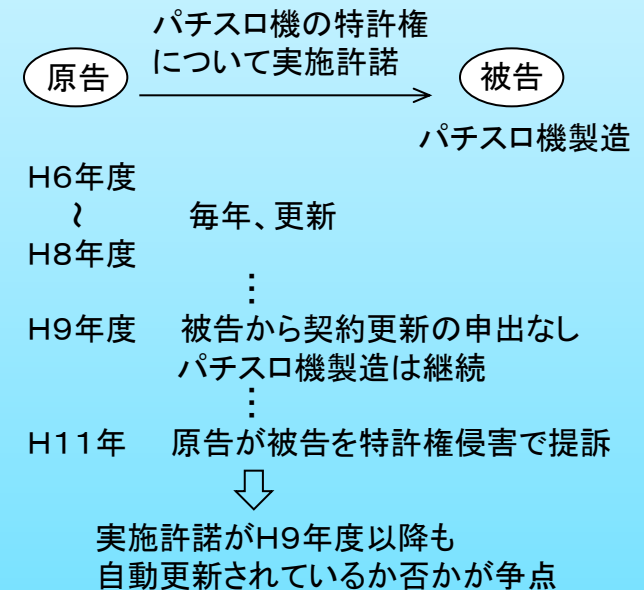 パチスロ機の特許権
について実施許諾
原告
被告
パチスロ機製造
H6年度
~ 毎年、更新
H8年度
⋮
H9年度 被告から契約更新の申出なし
パチスロ機製造は継続
⋮
H11年 原告が被告を特許権侵害で提訴
実施許諾がH9年度以降も
自動更新されているか否かが争点